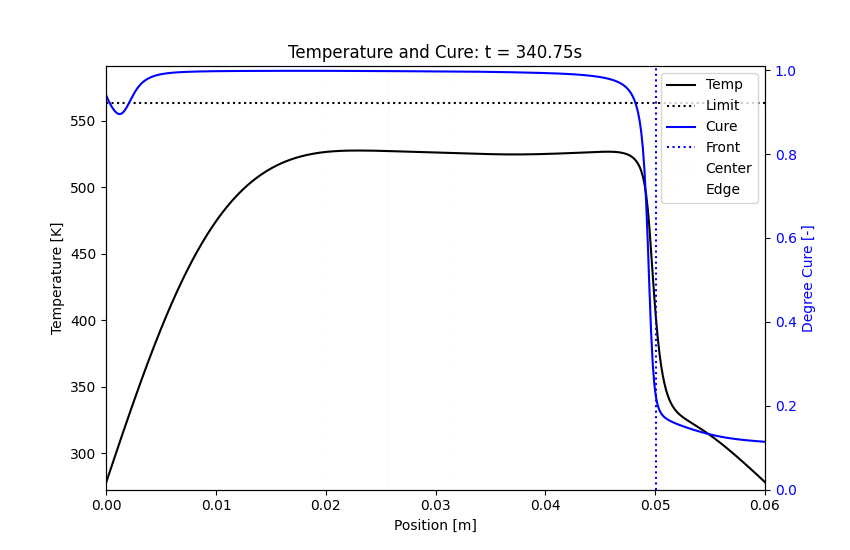 Temperature and Cure: t = 340.75s
Temperature [K]
550
500
450
400
350
300
0.00
0.01
0.02
0.03
0.04
0.05
0.06
Position [m]
1.0
0.8
0.6
0.4
0.2
0.0
Degree Cure [-]
Temp
Limit
Cure
Front
Center
Edge